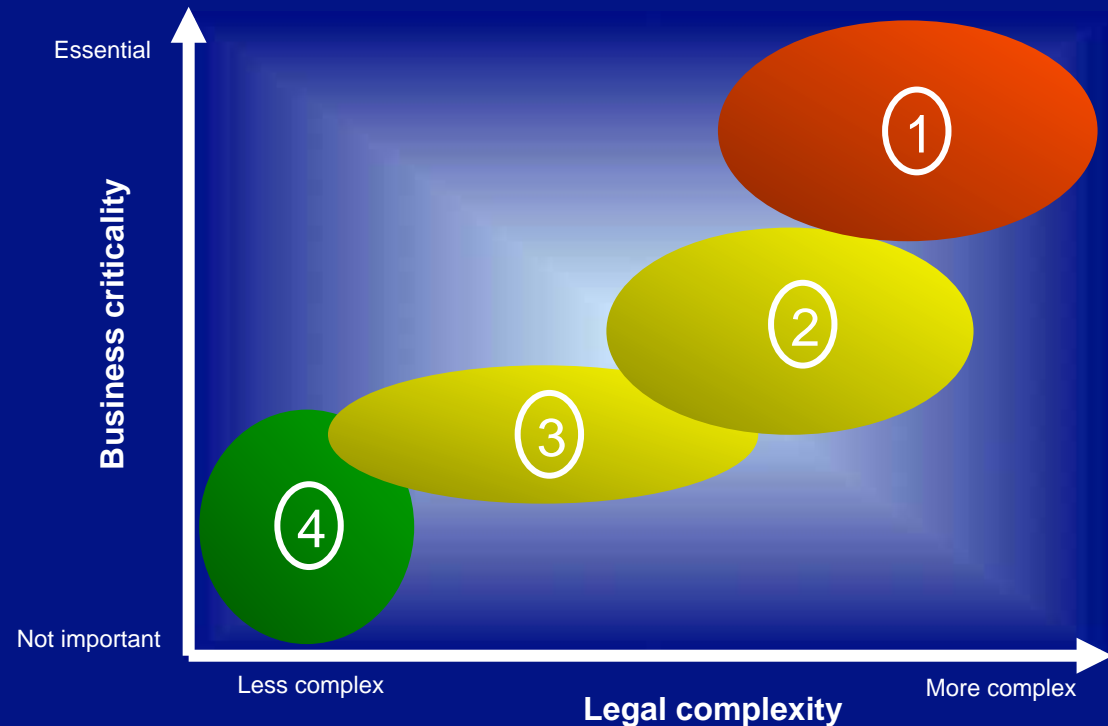 Essential
1
Business criticality
2
3
4
Not important
Less complex
More complex
Legal complexity